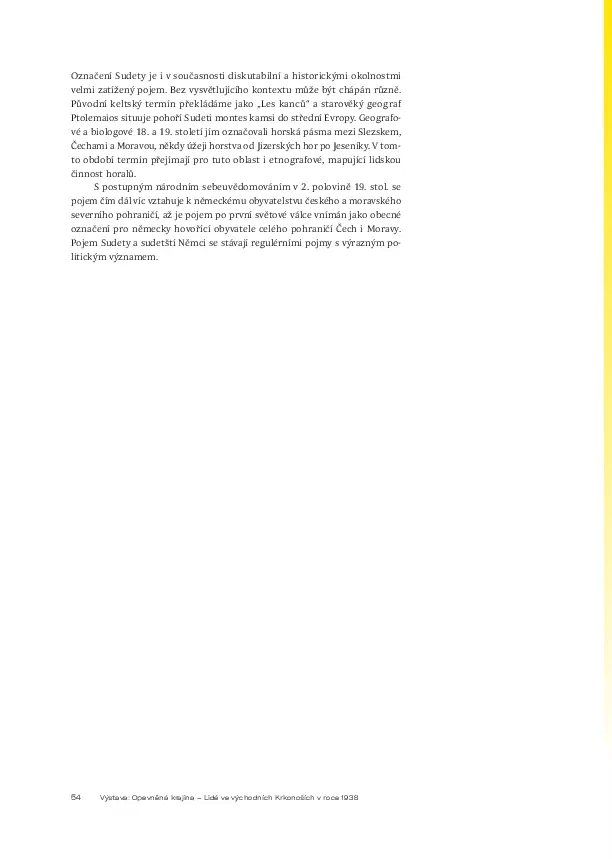 Označení Sudety je i v současnosti diskutabilní a historickými okolnostmi
velmi zatížený pojem. Bez vysvětlujícího kontextu může být chápán různě.
Původní keltský termín překládáme jako „Les kanců“ a starověký geograf
Ptolemaios situuje pohoří Sudeti montes kamsi do střední Evropy. Geografo-
vé a biologové 18. a 19. století jím označovali horská pásma mezi Slezskem,
Čechami a Moravou, někdy úžeji horstva od Jizerských hor po Jeseníky. V tom-
to období termín přejímají pro tuto oblast i etnografové, mapující lidskou
činnost horalů.
S postupným národním sebeuvědomováním v 2. polovině 19. stol. se
pojem čím dál víc vztahuje k německému obyvatelstvu českého a moravského
severního pohraničí, až je pojem po první světové válce vnímán jako obecné
označení pro německy hovořící obyvatele celého pohraničí Čech i Moravy.
Pojem Sudety a sudetští Němci se stávají regulérními pojmy s výrazným po-
litickým významem.
54 Výstava: Opevněná krajina – Lidé ve východních Krkonoších v roce 1938